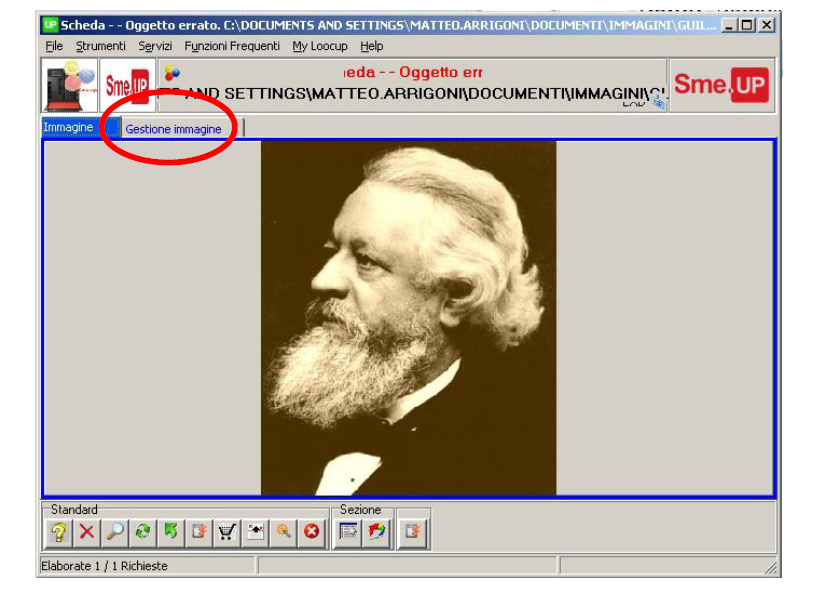 UP Scheda - - Oggetto errato. C:\DOCUMENTS AND SETTINGS\MATTEO.ARRIGONI\DOCUMENTI\IMMAGINI\GUIL...
File Strumenti Servizi Funzioni Frequenti My Loocup Help
Sme.UP
eda - - Oggetto err
AND SETTINGS\MATTEO.ARRIGONI\DOCUMENTI\IMMAGINI\
Sme.UP
Immagine Gestione immagine
Standard Sezione
Elaborate 1 / 1 Richieste